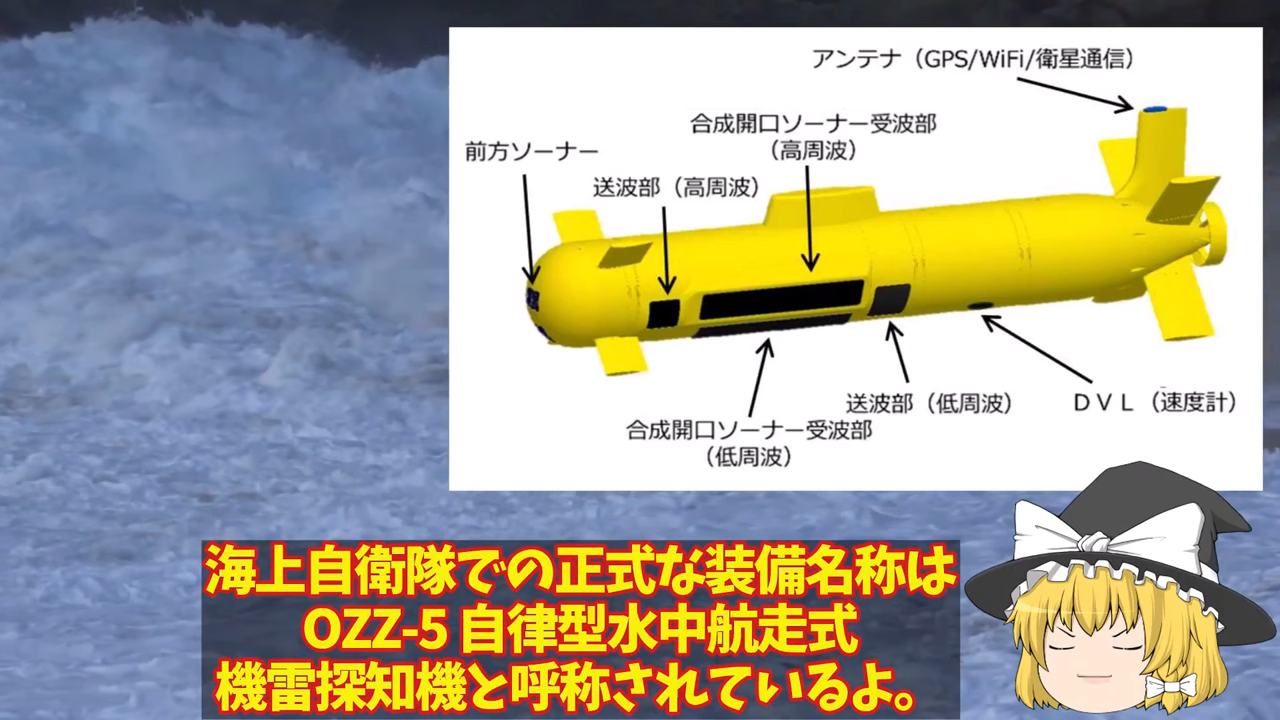 アンテナ（GPS/WiFi/衛星通信）
合成開口ソーナー受波部
（高周波）
前方ソーナー
送波部（高周波）
送波部（低周波）
ＤＶＬ（速度計）
合成開口ソーナー受波部
（低周波）
海上自衛隊での正式な装備名称は
OZZ-5 自律型水中航走式
機雷探知機と呼称されているよ。